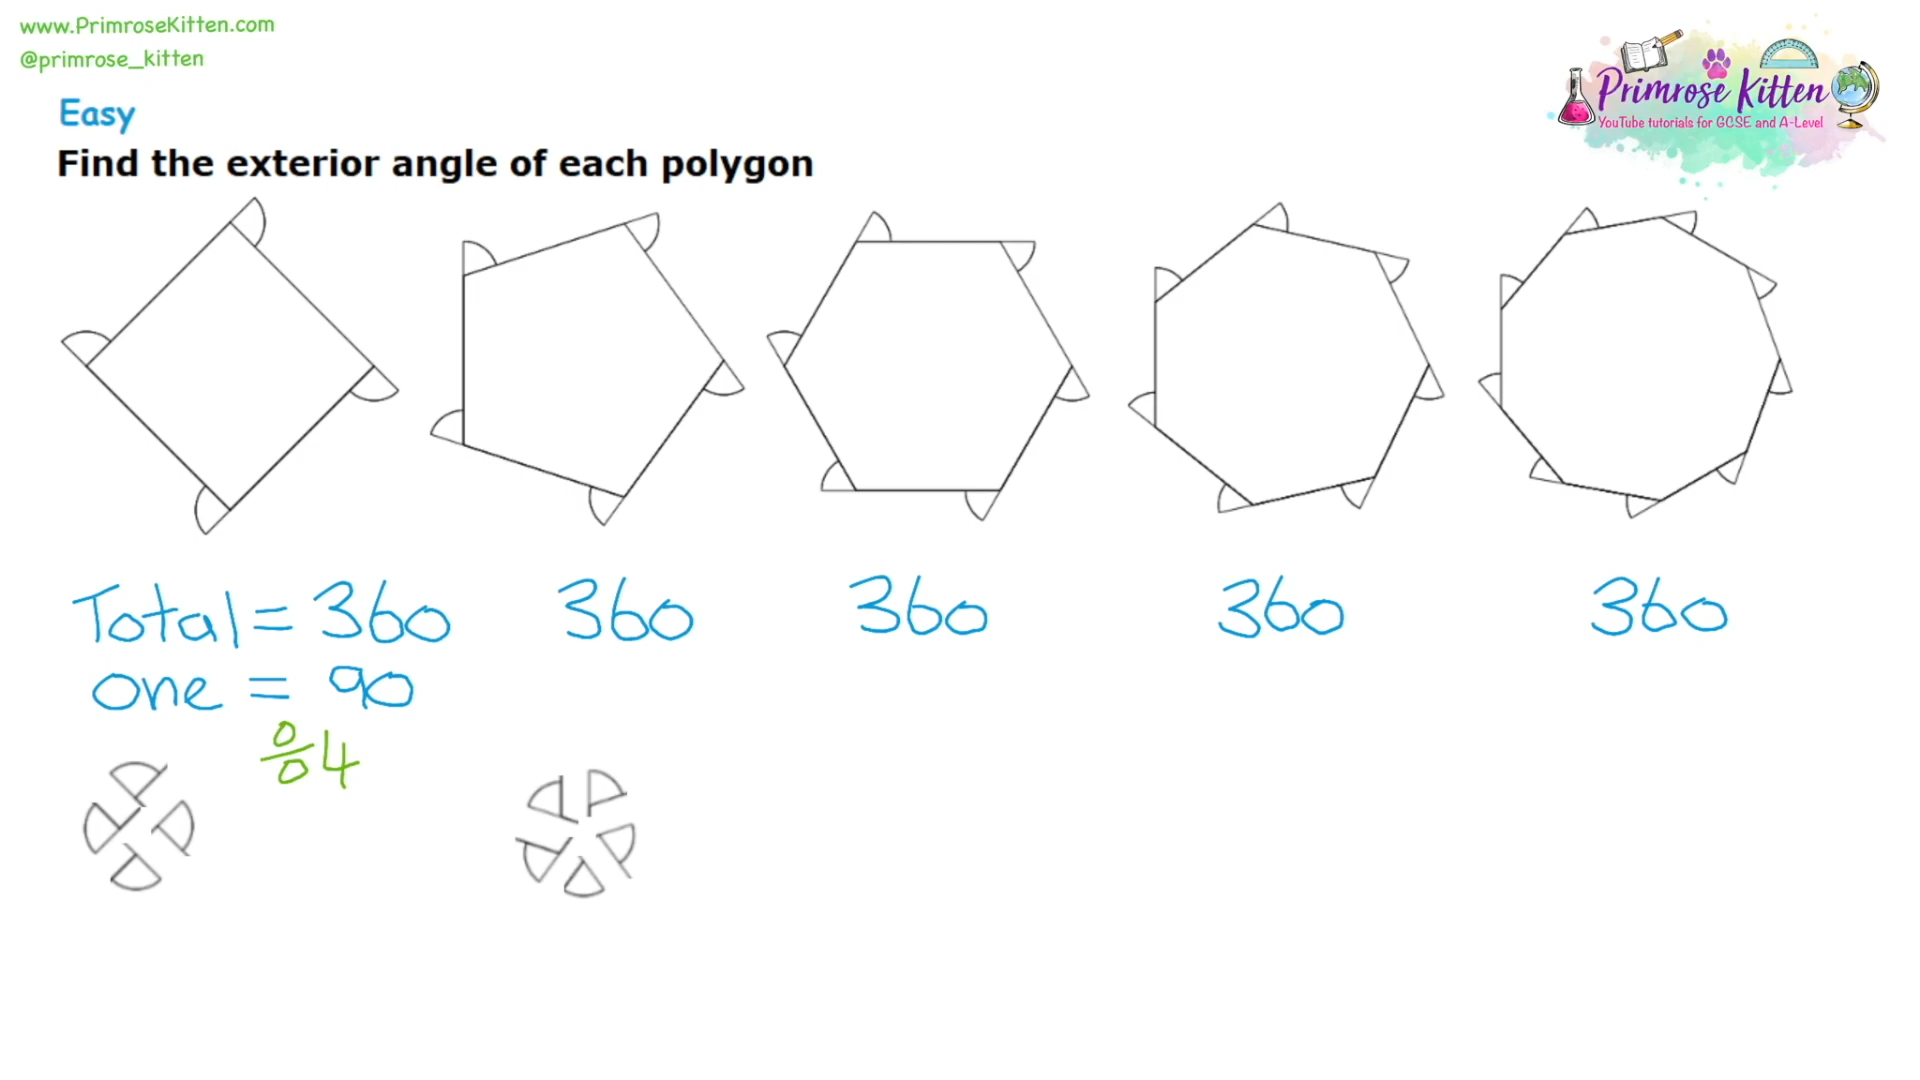 www.PrimroseKitten.com
@primrose_kitten
Primrose Kitten
YouTube tutorials for GCSE and A-Level
Easy
Find the exterior angle of each polygon
Total = 360 360 360 360 360
one = 90
÷4